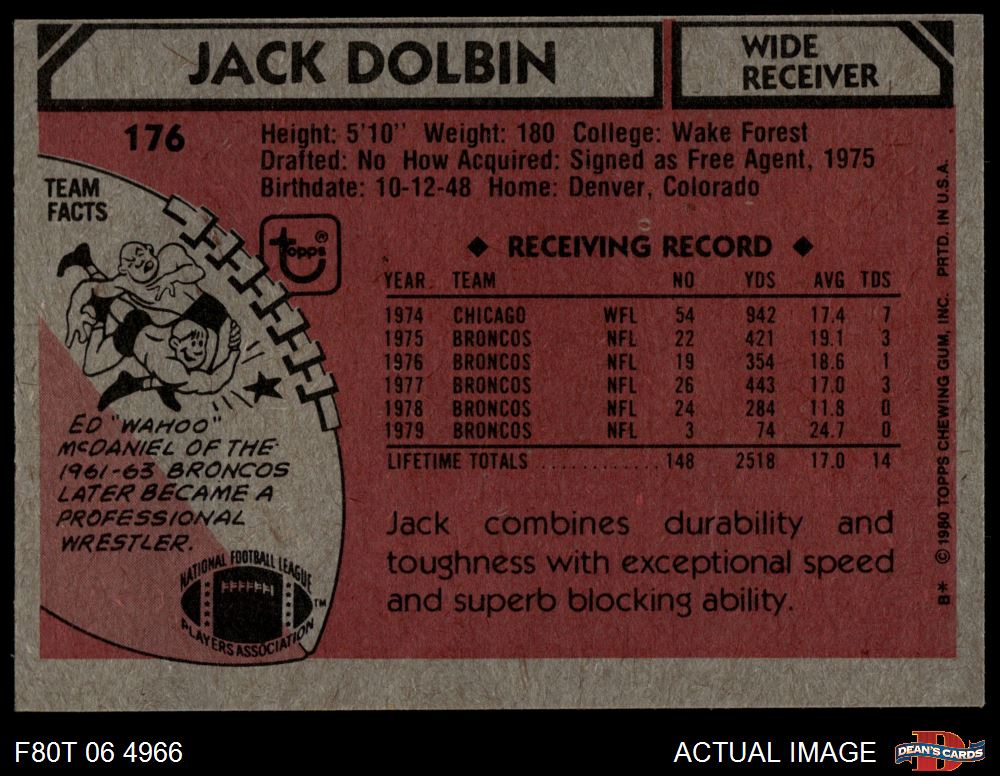 JACK DOLBIN
WIDE
RECEIVER
176
Height: 5'10" Weight: 180 College: Wake Forest
Drafted: No How Acquired: Signed as Free Agent, 1975
Birthdate: 10-12-48 Home: Denver, Colorado
TEAM
FACTS
topps®
◆ RECEIVING RECORD ◆
YEAR TEAM NO YDS AVG TDS
1974 CHICAGO WFL 54 942 17.4 7
1975 BRONCOS NFL 22 421 19.1 3
1976 BRONCOS NFL 19 354 18.6 1
1977 BRONCOS NFL 26 443 17.0 3
1978 BRONCOS NFL 24 284 11.8 0
1979 BRONCOS NFL 3 74 24.7 0
LIFETIME TOTALS ............ 148 2518 17.0 14
ED "WAHOO"
McDANIEL OF THE
1961-63 BRONCOS
LATER BECAME A
PROFESSIONAL
WRESTLER.
NATIONAL FOOTBALL LEAGUE
PLAYERS ASSOCIATION
TM
Jack combines durability and
toughness with exceptional speed
and superb blocking ability.
B* © 1980 TOPPS CHEWING GUM, INC. PRTD. IN U.S.A.
F80T 06 4966
ACTUAL IMAGE
DEAN'S CARDS